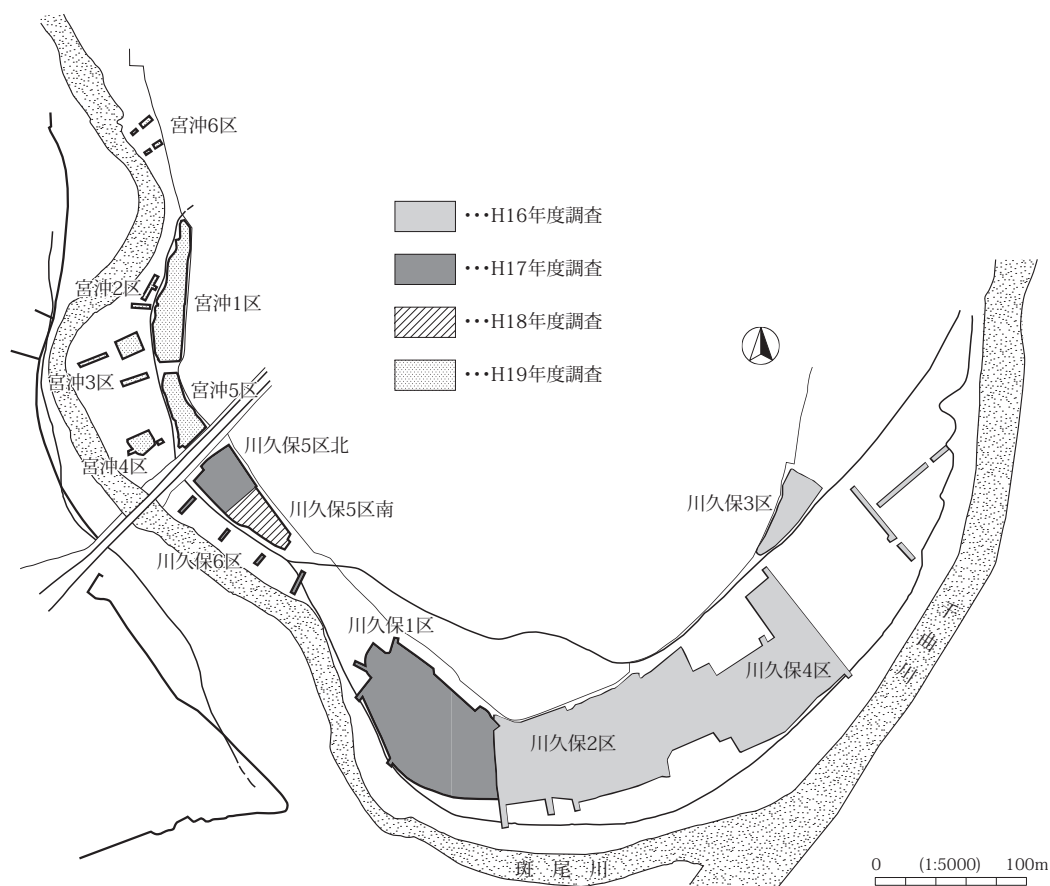 宮沖6区
･･･H16年度調査
･･･H17年度調査
･･･H18年度調査
･･･H19年度調査
宮沖2区
宮沖1区
宮沖3区
宮沖5区
宮沖4区
川久保5区北
川久保5区南
川久保3区
川久保6区
川久保1区
川久保4区
川久保2区
千曲川
斑尾川
0 (1:5000) 100m